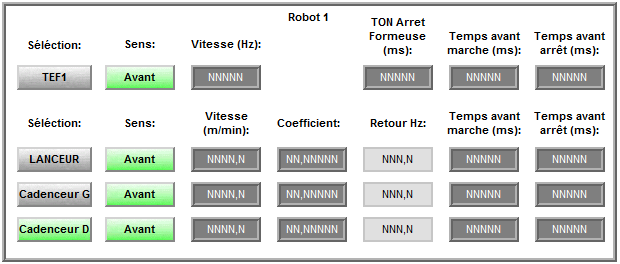 Robot 1
Séléction: Sens: Vitesse (Hz): TON Arret Formeuse (ms): Temps avant marche (ms): Temps avant arrêt (ms):
TEF1 Avant NNNNN NNNNN NNNNN NNNNN
Séléction: Sens: Vitesse (m/min): Coefficient: Retour Hz: Temps avant marche (ms): Temps avant arrêt (ms):
LANCEUR Avant NNN,N NN,NNNNN NNN,N NNNNN NNNNN
Cadenceur G Avant NNN,N NN,NNNNN NNN,N NNNNN NNNNN
Cadenceur D Avant NNN,N NN,NNNNN NNN,N NNNNN NNNNN